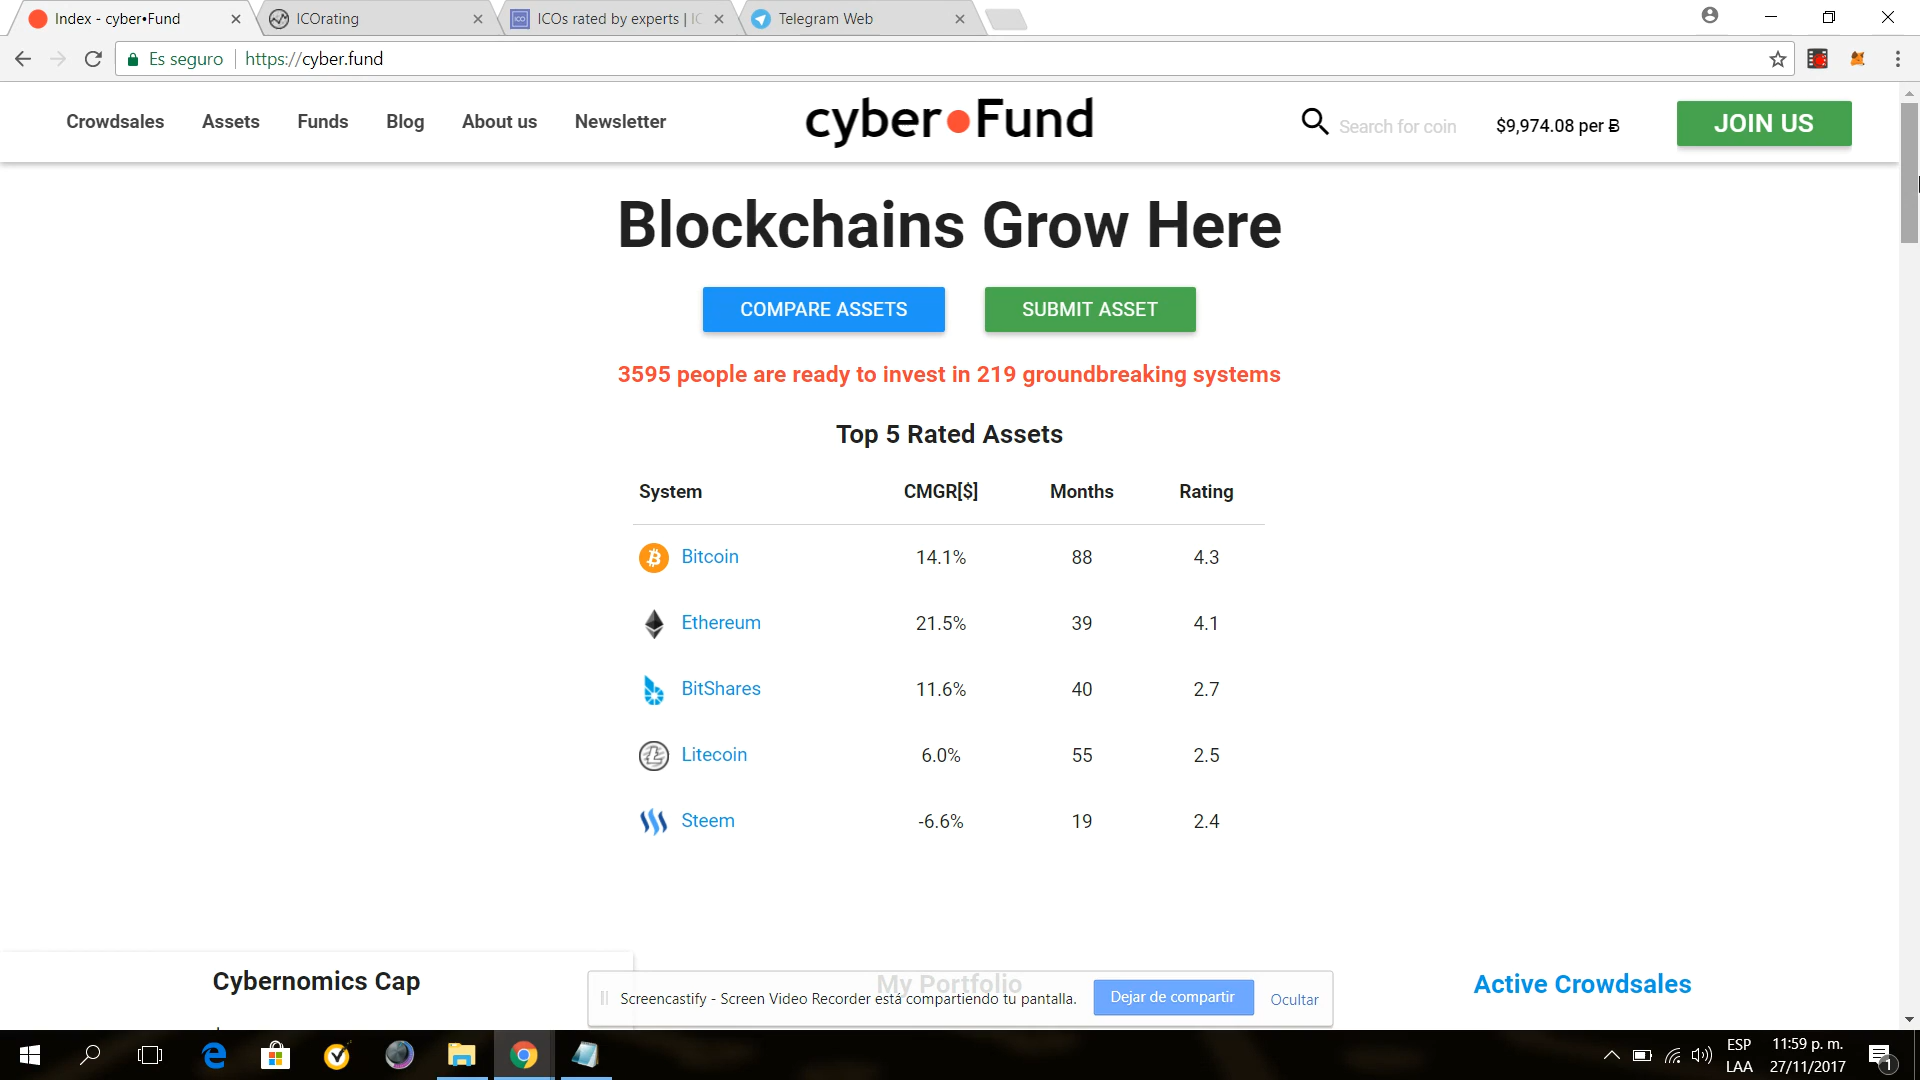 Index - cyber•Fund
ICOrating
ICOs rated by experts | IC
Telegram Web
Es seguro
https://cyber.fund
Crowdsales
Assets
Funds
Blog
About us
Newsletter
cyber•Fund
Search for coin
$9,974.08 per Ƀ
JOIN US
Blockchains Grow Here
COMPARE ASSETS
SUBMIT ASSET
3595 people are ready to invest in 219 groundbreaking systems
Top 5 Rated Assets
System CMGR[$] Months Rating
Bitcoin 14.1% 88 4.3
Ethereum 21.5% 39 4.1
BitShares 11.6% 40 2.7
Litecoin 6.0% 55 2.5
Steem -6.6% 19 2.4
Cybernomics Cap
My Portfolio
Active Crowdsales
Screencastify - Screen Video Recorder está compartiendo tu pantalla.
Dejar de compartir
Ocultar
ESP
LAA
11:59 p. m.
27/11/2017
1